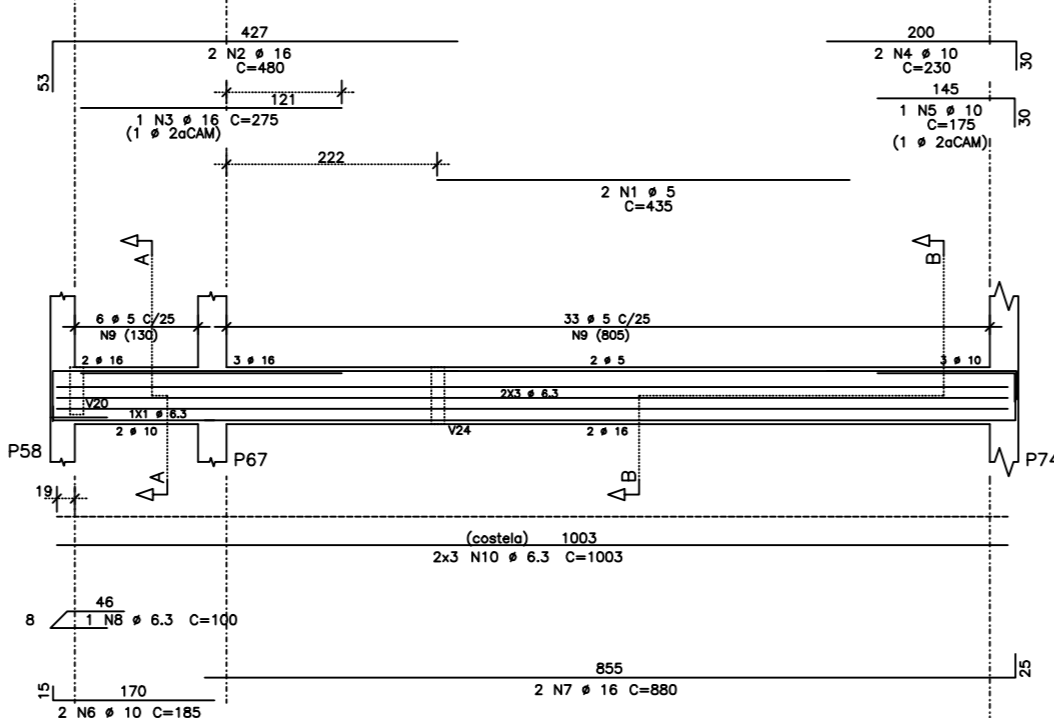 427
2 N2 ø 16
C=480
53
200
2 N4 ø 10
C=230
30
121
1 N3 ø 16 C=275
(1 ø 2aCAM)
145
1 N5 ø 10
C=175
(1 ø 2aCAM)
30
222
2 N1 ø 5
C=435
A
B
6 ø 5 C/25
N9 (130)
33 ø 5 C/25
N9 (805)
2 ø 16
3 ø 16
2 ø 5
3 ø 10
2X3 ø 6.3
V20
1X1 ø 6.3
2 ø 10
V24
2 ø 16
P58
P67
P74
A
B
19
(costela) 1003
2x3 N10 ø 6.3 C=1003
46
8
1 N8 ø 6.3 C=100
855
2 N7 ø 16 C=880
25
15
170
2 N6 ø 10 C=185